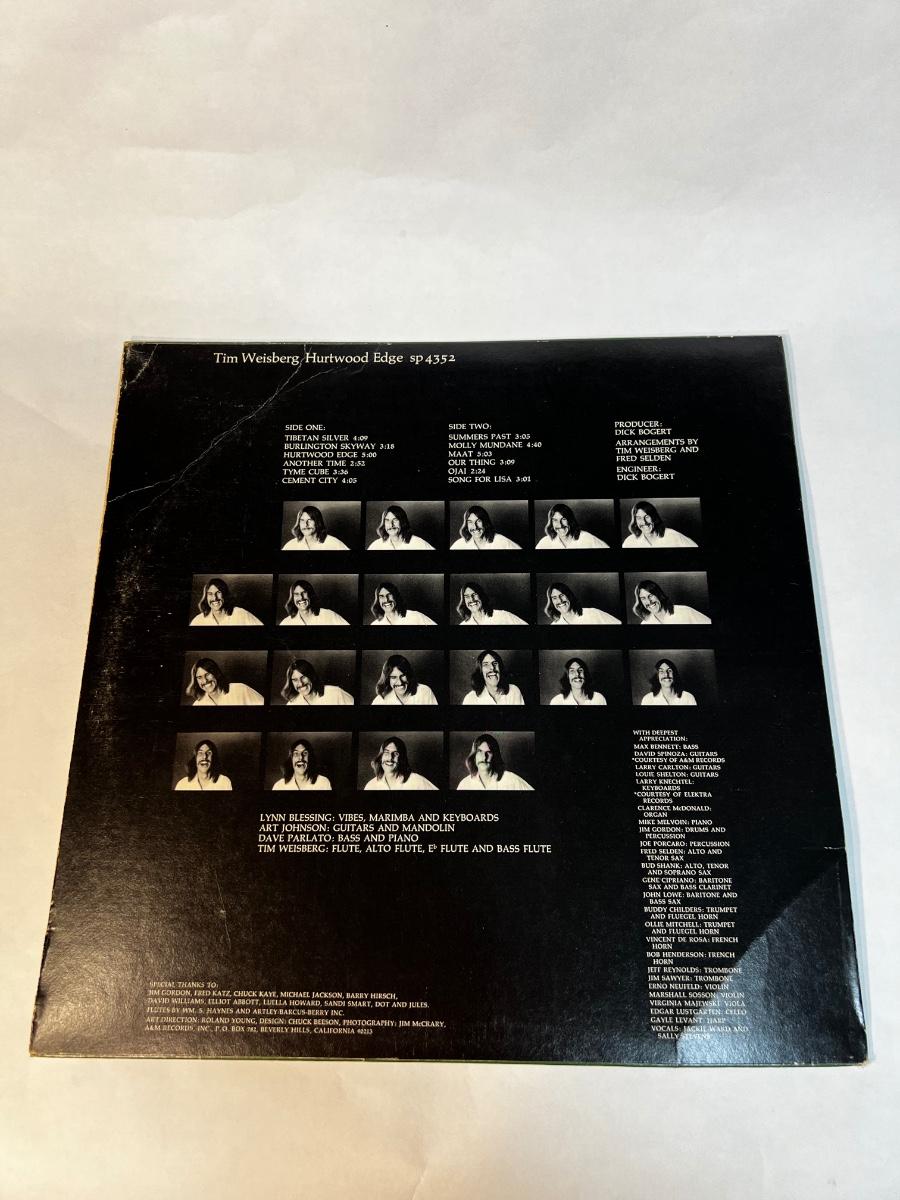 Tim Weisberg/Hurtwood Edge sp 4352
SIDE ONE:
TIBETAN SILVER 4:09
BURLINGTON SKYWAY 3:18
HURTWOOD EDGE 5:00
ANOTHER TIME 2:52
TYME CUBE 3:36
CEMENT CITY 4:05
SIDE TWO:
SUMMERS PAST 3:05
MOLLY MUNDANE 4:40
MAAT 5:03
OUR THING 3:09
OJAI 2:24
SONG FOR LISA 3:01
PRODUCER:
DICK BOGERT
ARRANGEMENTS BY
TIM WEISBERG AND
FRED SELDEN
ENGINEER:
DICK BOGERT
LYNN BLESSING: VIBES, MARIMBA AND KEYBOARDS
ART JOHNSON: GUITARS AND MANDOLIN
DAVE PARLATO: BASS AND PIANO
TIM WEISBERG: FLUTE, ALTO FLUTE, E♭ FLUTE AND BASS FLUTE
WITH DEEPEST
APPRECIATION:
MAX BENNETT: BASS
DAVID SPINOZA: GUITARS
*COURTESY OF A&M RECORDS
LARRY CARLTON: GUITARS
LOUIE SHELTON: GUITARS
LARRY KNECHTEL:
KEYBOARDS
*COURTESY OF ELEKTRA
RECORDS
CLARENCE McDONALD:
ORGAN
MIKE MELVOIN: PIANO
JIM GORDON: DRUMS AND
PERCUSSION
JOE PORCARO: PERCUSSION
FRED SELDEN: ALTO AND
TENOR SAX
BUD SHANK: ALTO, TENOR
AND SOPRANO SAX
GENE CIPRIANO: BARITONE
SAX AND BASS CLARINET
JOHN LOWE: BARITONE AND
BASS SAX
BUDDY CHILDERS: TRUMPET
AND FLUEGEL HORN
OLLIE MITCHELL: TRUMPET
AND FLUEGEL HORN
VINCENT DE ROSA: FRENCH
HORN
BOB HENDERSON: FRENCH
HORN
JEFF REYNOLDS: TROMBONE
JIM SAWYER: TROMBONE
ERNO NEUFELD: VIOLIN
MARSHALL SOSSON: VIOLIN
VIRGINIA MAJEWSKI: VIOLA
EDGAR LUSTGARTEN: CELLO
GAYLE LEVANT: HARP
VOCALS: JACKIE WARD AND
SALLY STEVENS
SPECIAL THANKS TO:
JIM GORDON, FRED KATZ, CHUCK KAYE, MICHAEL JACKSON, BARRY HIRSCH,
DAVID WILLIAMS, ELLIOT ABBOTT, LUELLA HOWARD, SANDI SMART, DOT AND JULES.
FLUTES BY WM. S. HAYNES AND ARTLEY/BARCUS-BERRY INC.
ART DIRECTION: ROLAND YOUNG, DESIGN: CHUCK BEESON, PHOTOGRAPHY: JIM McCRARY,
A&M RECORDS, INC., P. O. BOX 782, BEVERLY HILLS, CALIFORNIA 90213